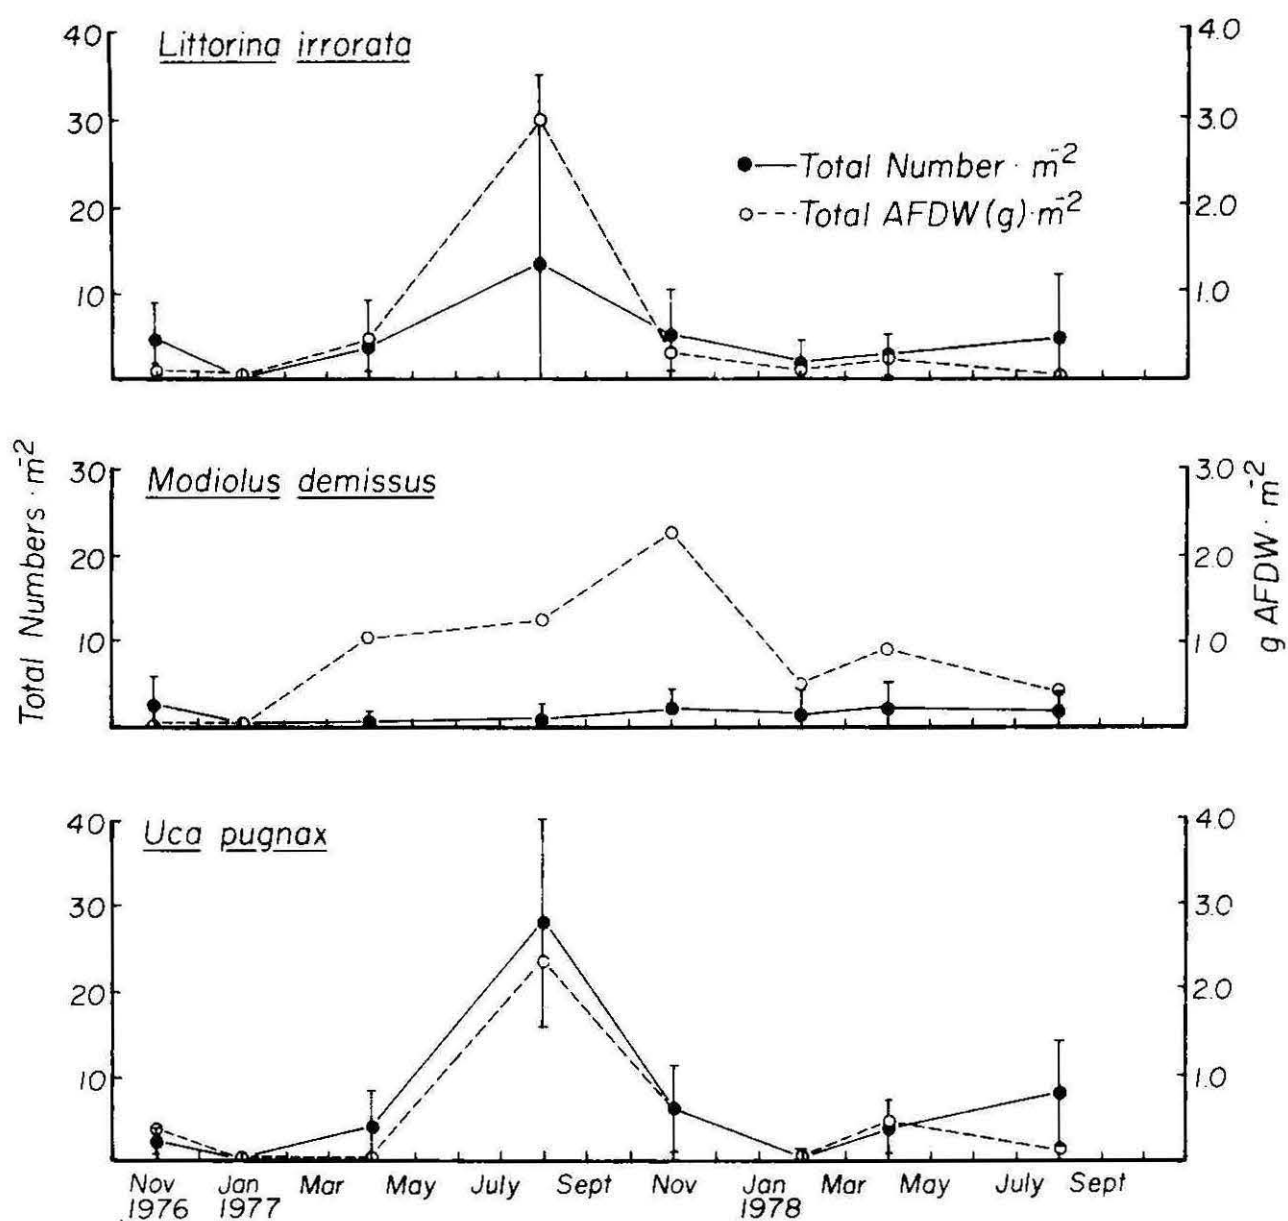 Littorina irrorata
40
30
20
10
4.0
3.0
2.0
1.0
Total Number · m⁻²
Total AFDW (g)·m⁻²
Total Numbers · m⁻²
Modiolus demissus
30
20
10
3.0
2.0
1.0
g AFDW · m⁻²
Uca pugnax
40
30
20
10
4.0
3.0
2.0
1.0
Nov Jan Mar May July Sept Nov Jan Mar May July Sept
1976 1977 1978